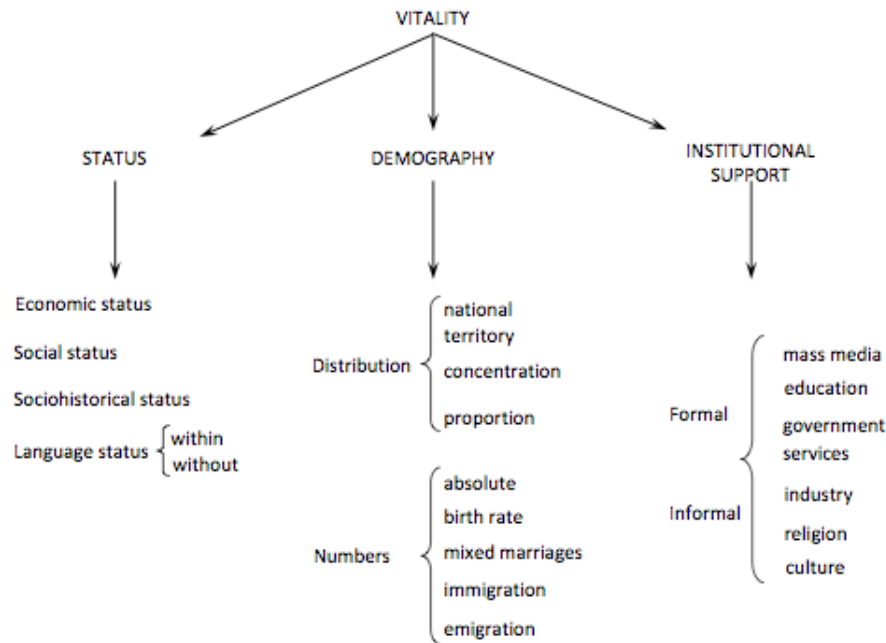 VITALITY
STATUS
DEMOGRAPHY
INSTITUTIONAL
SUPPORT
Economic status
Social status
Sociohistorical status
Language status
within
without
Distribution
national
territory
concentration
proportion
Numbers
absolute
birth rate
mixed marriages
immigration
emigration
Formal
Informal
mass media
education
government
services
industry
religion
culture